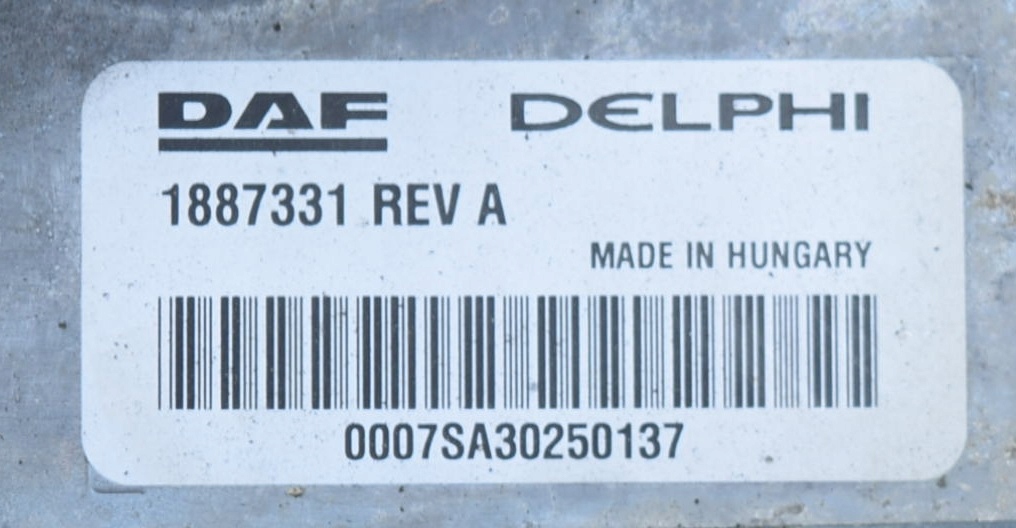 DAF DELPHI
1887331 REV A
MADE IN HUNGARY
0007SA30250137